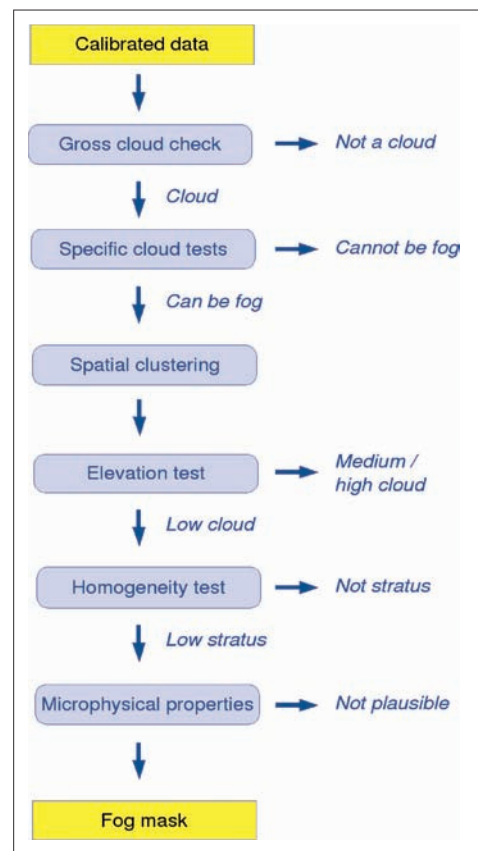 Calibrated data
Gross cloud check
Not a cloud
Cloud
Specific cloud tests
Cannot be fog
Can be fog
Spatial clustering
Elevation test
Medium /
high cloud
Low cloud
Homogeneity test
Not stratus
Low stratus
Microphysical properties
Not plausible
Fog mask